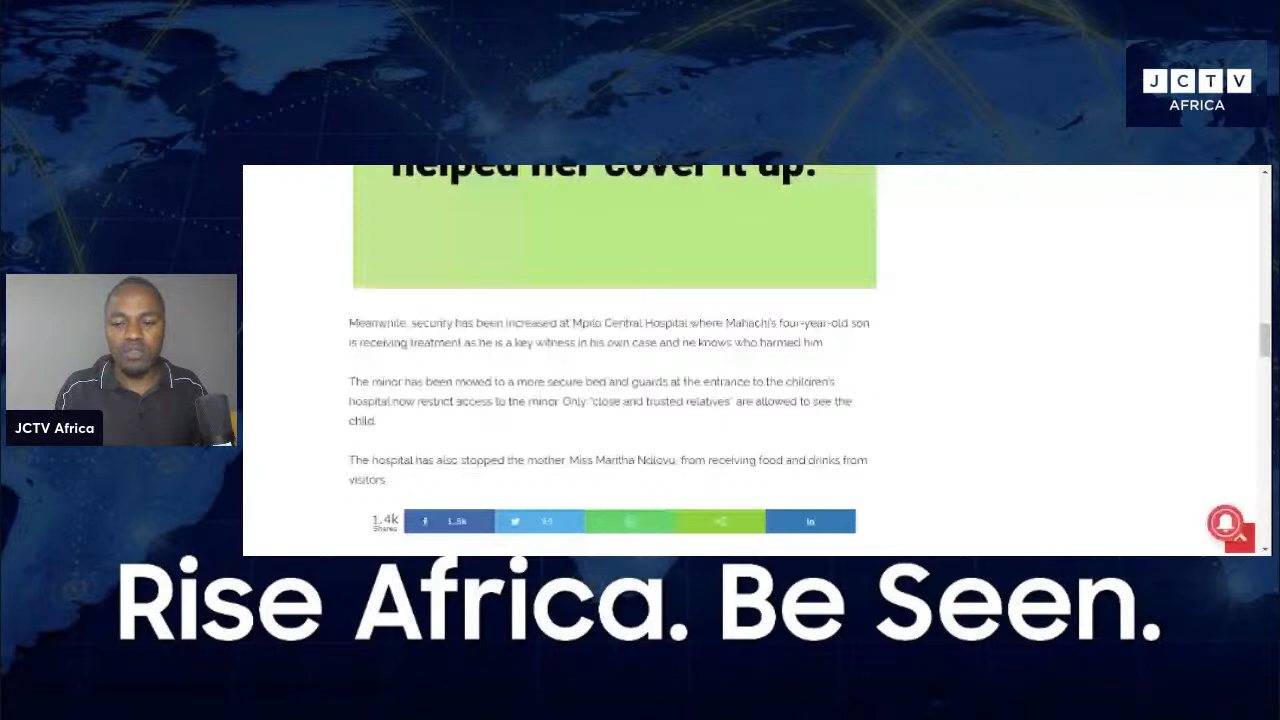 JCTV
AFRICA
helped her cover it up.
Meanwhile, security has been increased at Mpilo Central Hospital where Mahachi's four-year-old son
is receiving treatment as he is a key witness in his own case and he knows who harmed him
The minor has been moved to a more secure bed and guards at the entrance to the children's
hospital now restrict access to the minor. Only "close and trusted relatives" are allowed to see the
child.
The hospital has also stopped the mother, Miss Maritha Ndlovu, from receiving food and drinks from
visitors.
1.4k
Shares
JCTV Africa
Rise Africa. Be Seen.